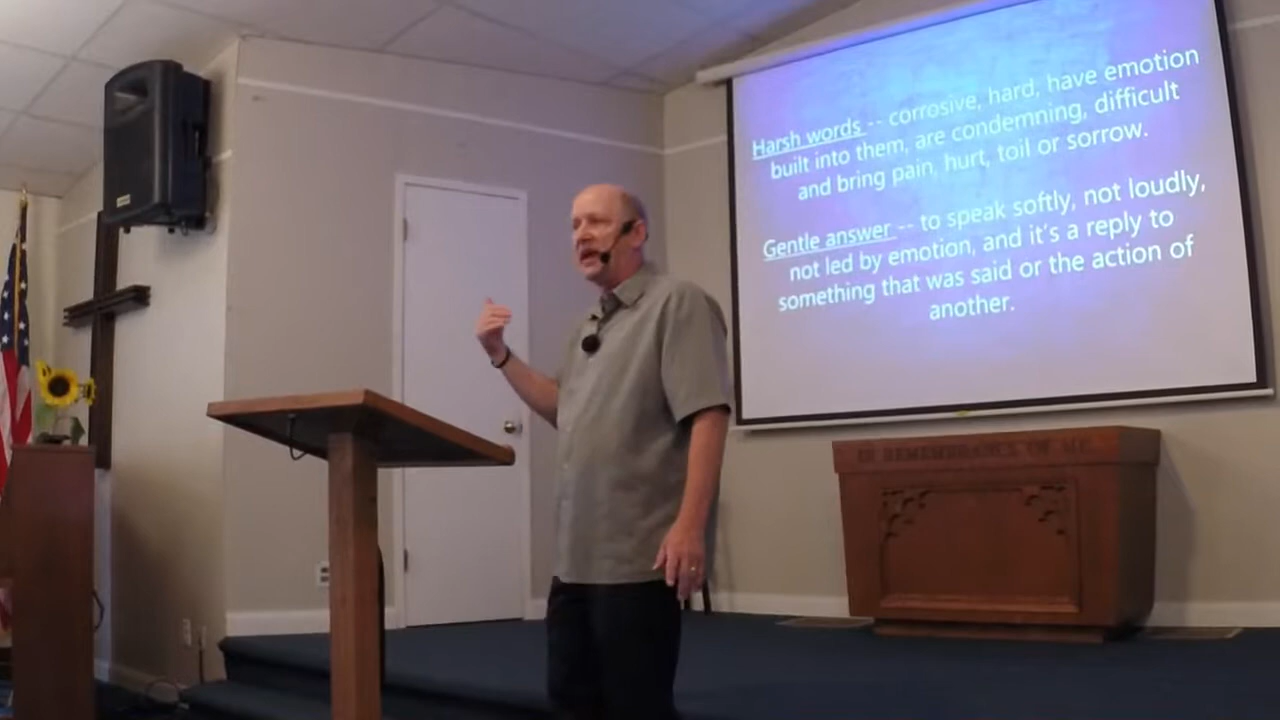 Harsh words -- corrosive, hard, have emotion
built into them, are condemning, difficult
and bring pain, hurt, toil or sorrow.
Gentle answer -- to speak softly, not loudly,
not led by emotion, and it's a reply to
something that was said or the action of
another.
IN REMEMBRANCE OF ME